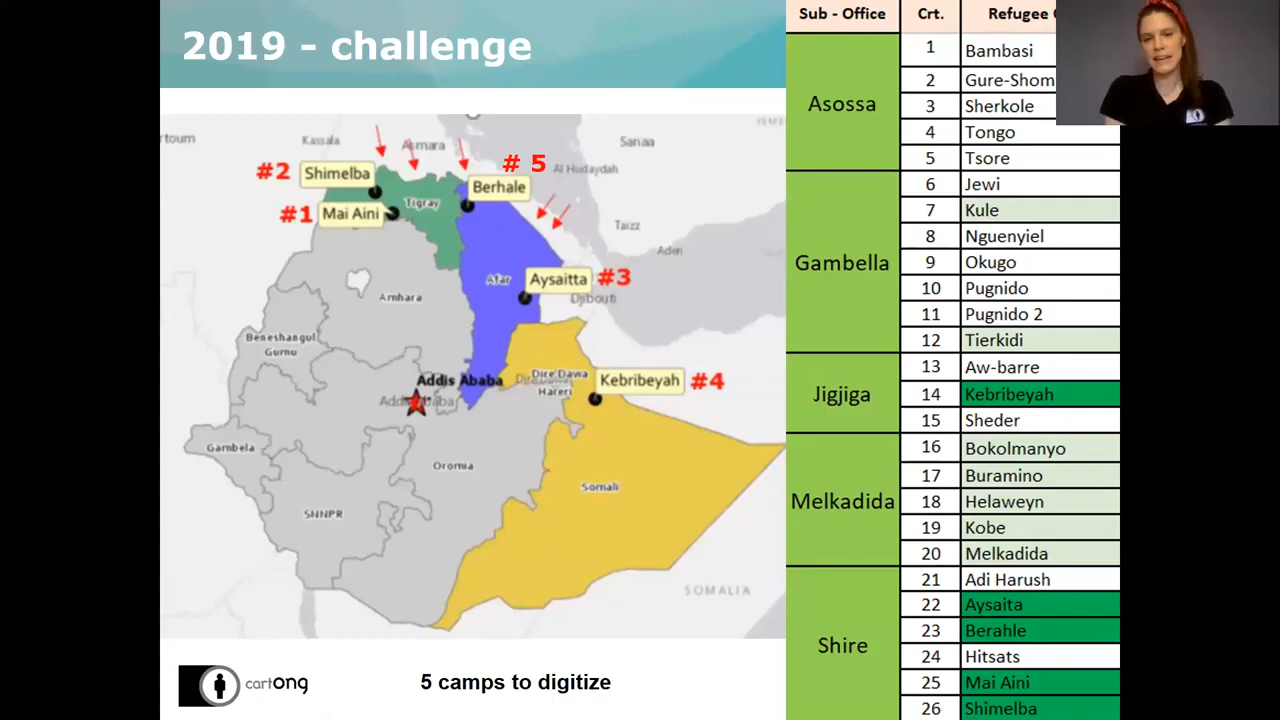 2019 - challenge
Kassala
Asmara
Sanaa
Al Hudaydah
#2
Shimelba
#1
Mai Aini
Tigray
# 5
Berhale
Taizz
Aden
Afar
Aysaitta
#3
Djibouti
Amhara
Beneshangul
Gumu
Addis Ababa
Dire Dawa
Hareri
Kebribeyah
#4
Gambela
Oromia
Somali
SNNPR
SOMALIA
cartONG
5 camps to digitize
Sub - Office
Crt.
Refugee
Asossa
1 Bambasi
2 Gure-Shom
3 Sherkole
4 Tongo
5 Tsore
Gambella
6 Jewi
7 Kule
8 Nguenyiel
9 Okugo
10 Pugnido
11 Pugnido 2
12 Tierkidi
Jigjiga
13 Aw-barre
14 Kebribeyah
15 Sheder
Melkadida
16 Bokolmanyo
17 Buramino
18 Helaweyn
19 Kobe
20 Melkadida
Shire
21 Adi Harush
22 Aysaita
23 Berahle
24 Hitsats
25 Mai Aini
26 Shimelba